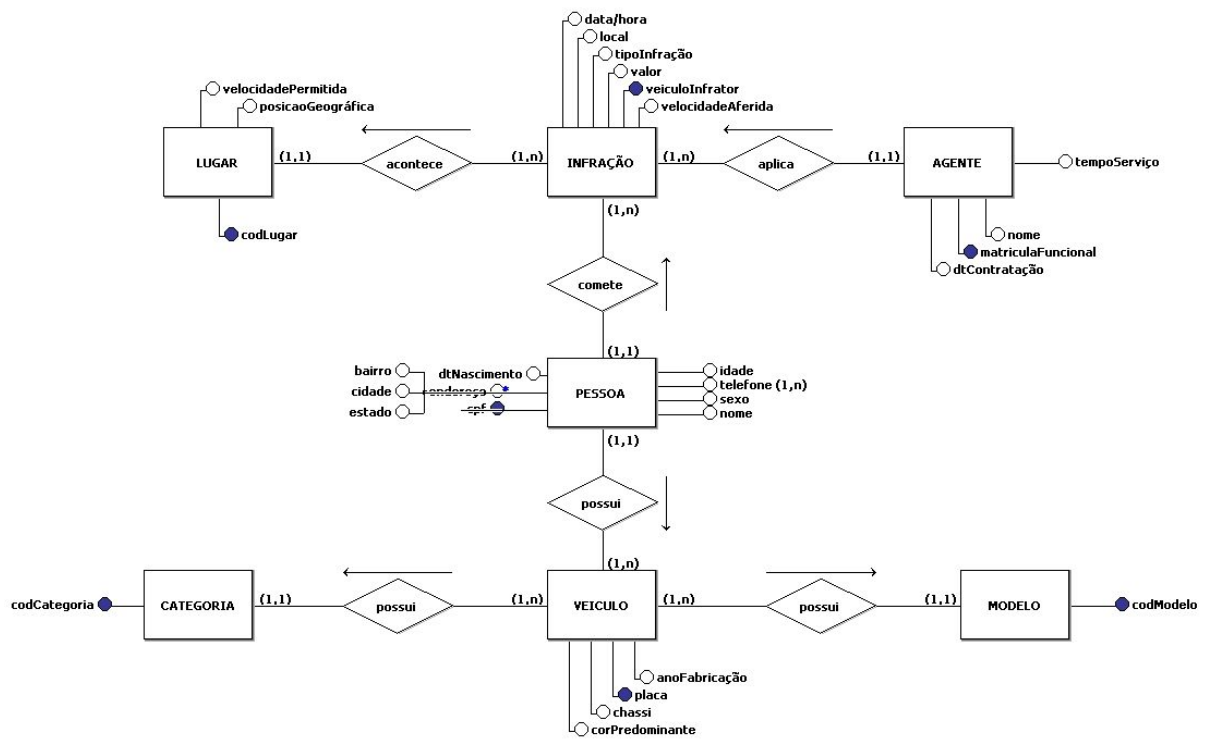 data/hora
local
tipoInfração
valor
veiculoInfrator
velocidadeAferida
velocidadePermitida
posicaoGeográfica
LUGAR
(1,1)
acontece
(1,n)
INFRAÇÃO
(1,n)
aplica
(1,1)
AGENTE
tempoServiço
codLugar
(1,n)
nome
matriculaFuncional
dtContratação
comete
(1,1)
bairro
cidade
estado
dtNascimento
endereço *
cpf
PESSOA
idade
telefone (1,n)
sexo
nome
(1,1)
possui
(1,n)
codCategoria
CATEGORIA
(1,1)
possui
(1,n)
VEICULO
(1,n)
possui
(1,1)
MODELO
codModelo
anoFabricação
placa
chassi
corPredominante